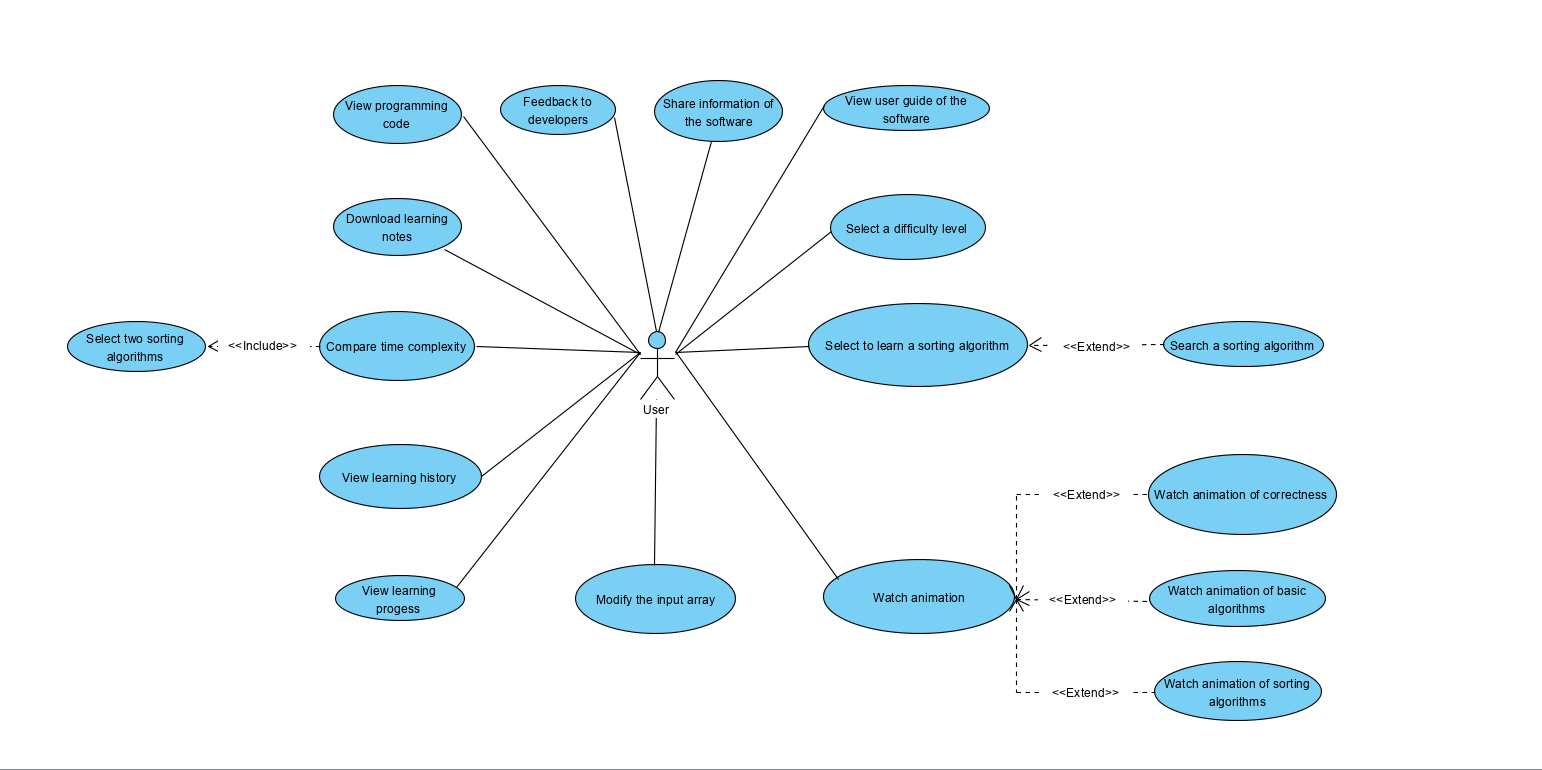 View programming
code
Feedback to
developers
Share information of
the software
View user guide of the
software
Download learning
notes
Select a difficulty level
Select two sorting
algorithms
<<Include>>
Compare time complexity
Select to learn a sorting algorithm
<<Extend>>
Search a sorting algorithm
User
View learning history
<<Extend>>
Watch animation of correctness
View learning
progess
Modify the input array
Watch animation
<<Extend>>
Watch animation of basic
algorithms
<<Extend>>
Watch animation of sorting
algorithms